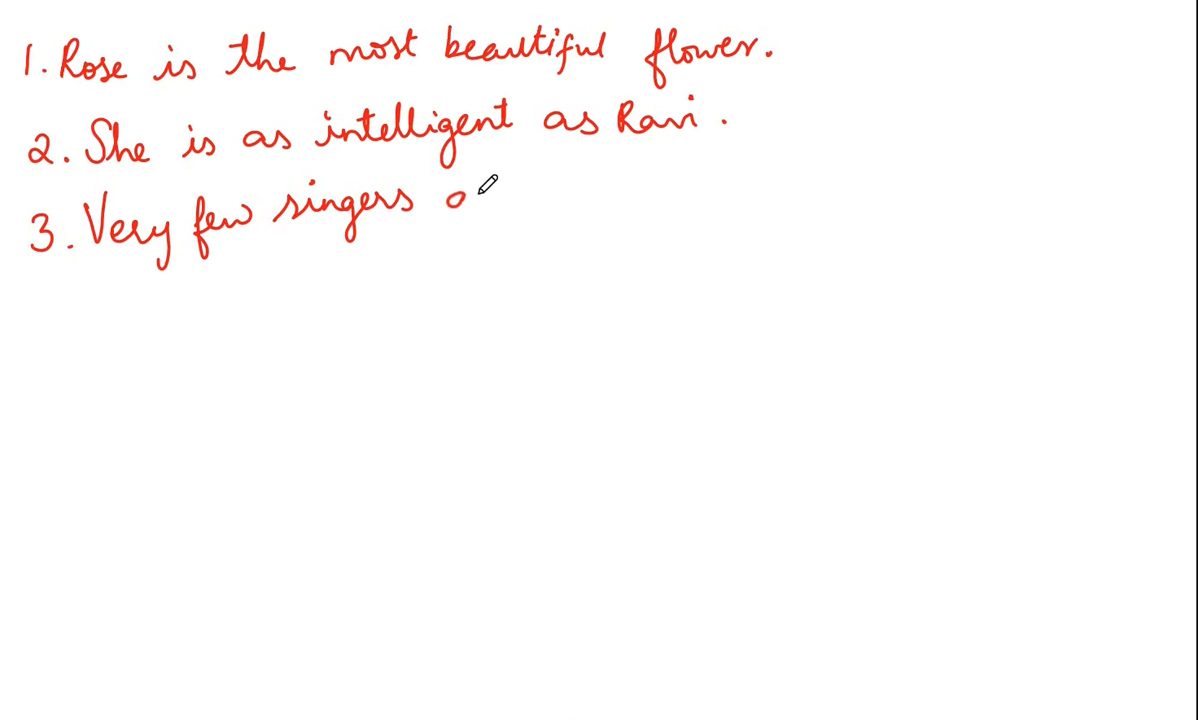 1. Rose is the most beautiful flower.
2. She is as intelligent as Ravi.
3. Very few singers